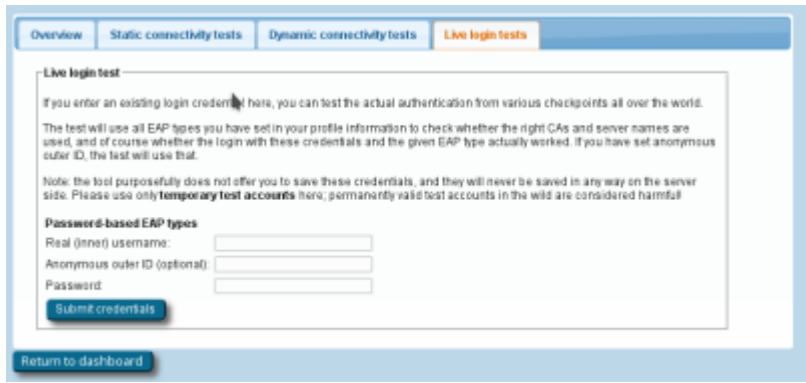 Overview
Static connectivity tests
Dynamic connectivity tests
Live login tests
Live login test
If you enter an existing login credential here, you can test the actual authentication from various checkpoints all over the world.
The test will use all EAP types you have set in your profile information to check whether the right CAs and server names are
used, and of course whether the login with these credentials and the given EAP type actually worked. If you have set anonymous
outer ID, the test will use that.
Note: the tool purposefully does not offer you to save these credentials, and they will never be saved in any way on the server
side. Please use only temporary test accounts here; permanently valid test accounts in the wild are considered harmful!
Password-based EAP types
Real (inner) username:
Anonymous outer ID (optional):
Password:
Submit credentials
Return to dashboard